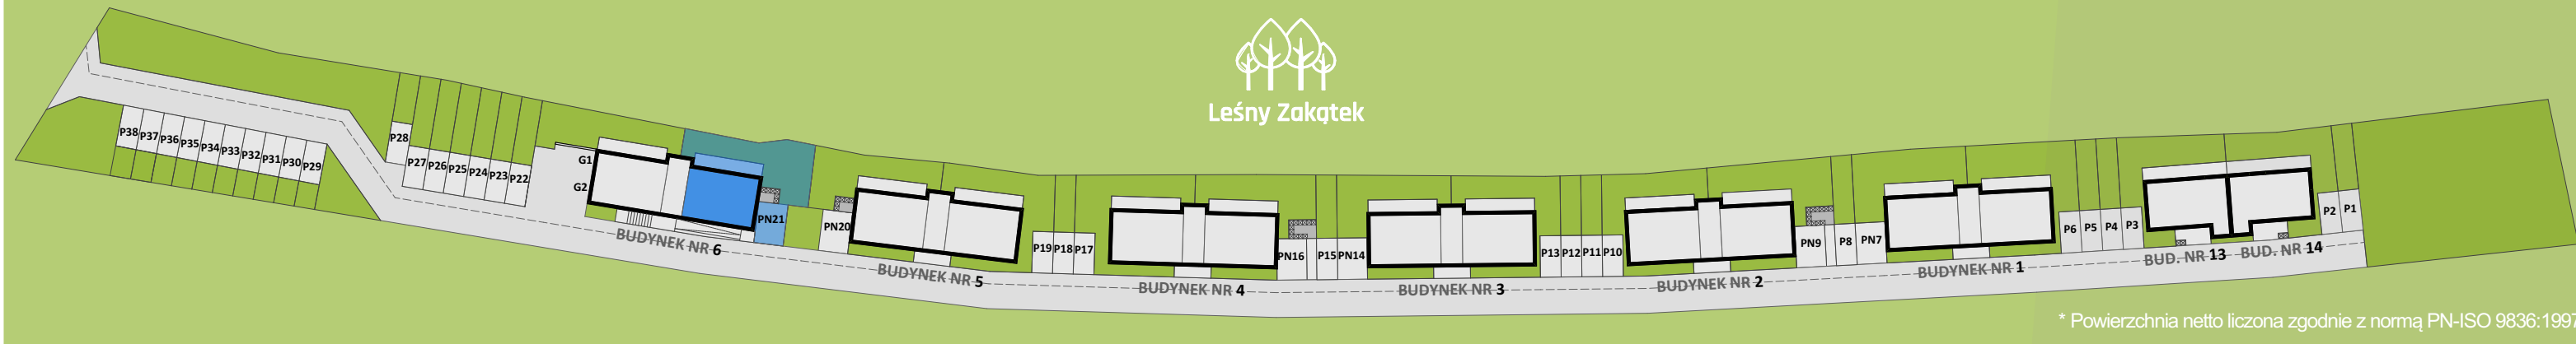 Leśny Zakątek
P38 P37 P36 P35 P34 P33 P32 P31 P30 P29
P28
P27 P26 P25 P24 P23 P22
G1
G2
PN21
PN20
P19 P18 P17
PN16 P15 PN14
P13 P12 P11 P10
PN9 P8 PN7
P6 P5 P4 P3
P2 P1
BUDYNEK NR 6
BUDYNEK NR 5
BUDYNEK NR 4
BUDYNEK NR 3
BUDYNEK NR 2
BUDYNEK NR 1
BUD. NR 13
BUD. NR 14
* Powierzchnia netto liczona zgodnie z normą PN-ISO 9836:1997